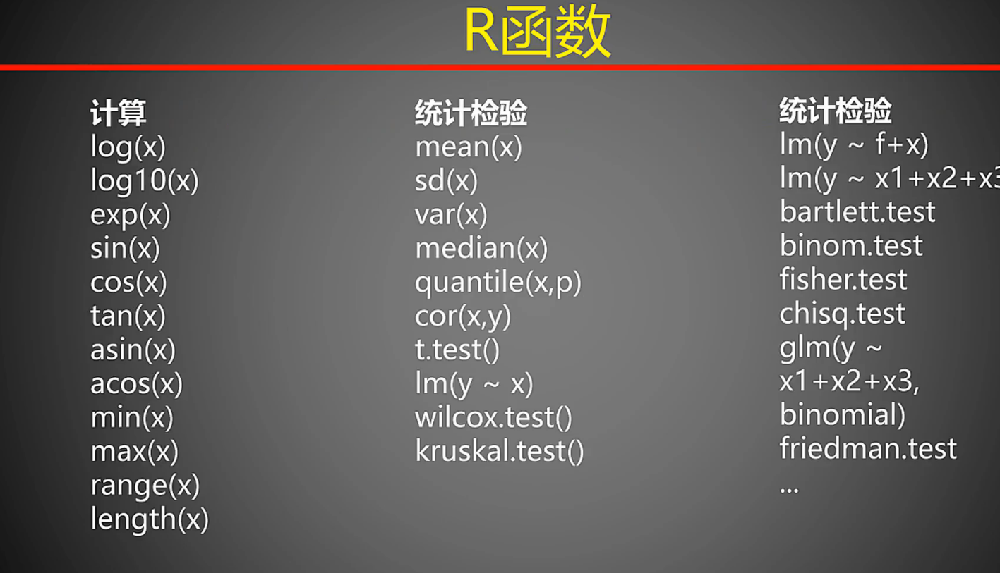 R函数
计算
log(x)
log10(x)
exp(x)
sin(x)
cos(x)
tan(x)
asin(x)
acos(x)
min(x)
max(x)
range(x)
length(x)
统计检验
mean(x)
sd(x)
var(x)
median(x)
quantile(x,p)
cor(x,y)
t.test()
lm(y ~ x)
wilcox.test()
kruskal.test()
统计检验
lm(y ~ f+x)
lm(y ~ x1+x2+x3
bartlett.test
binom.test
fisher.test
chisq.test
glm(y ~
x1+x2+x3,
binomial)
friedman.test
...